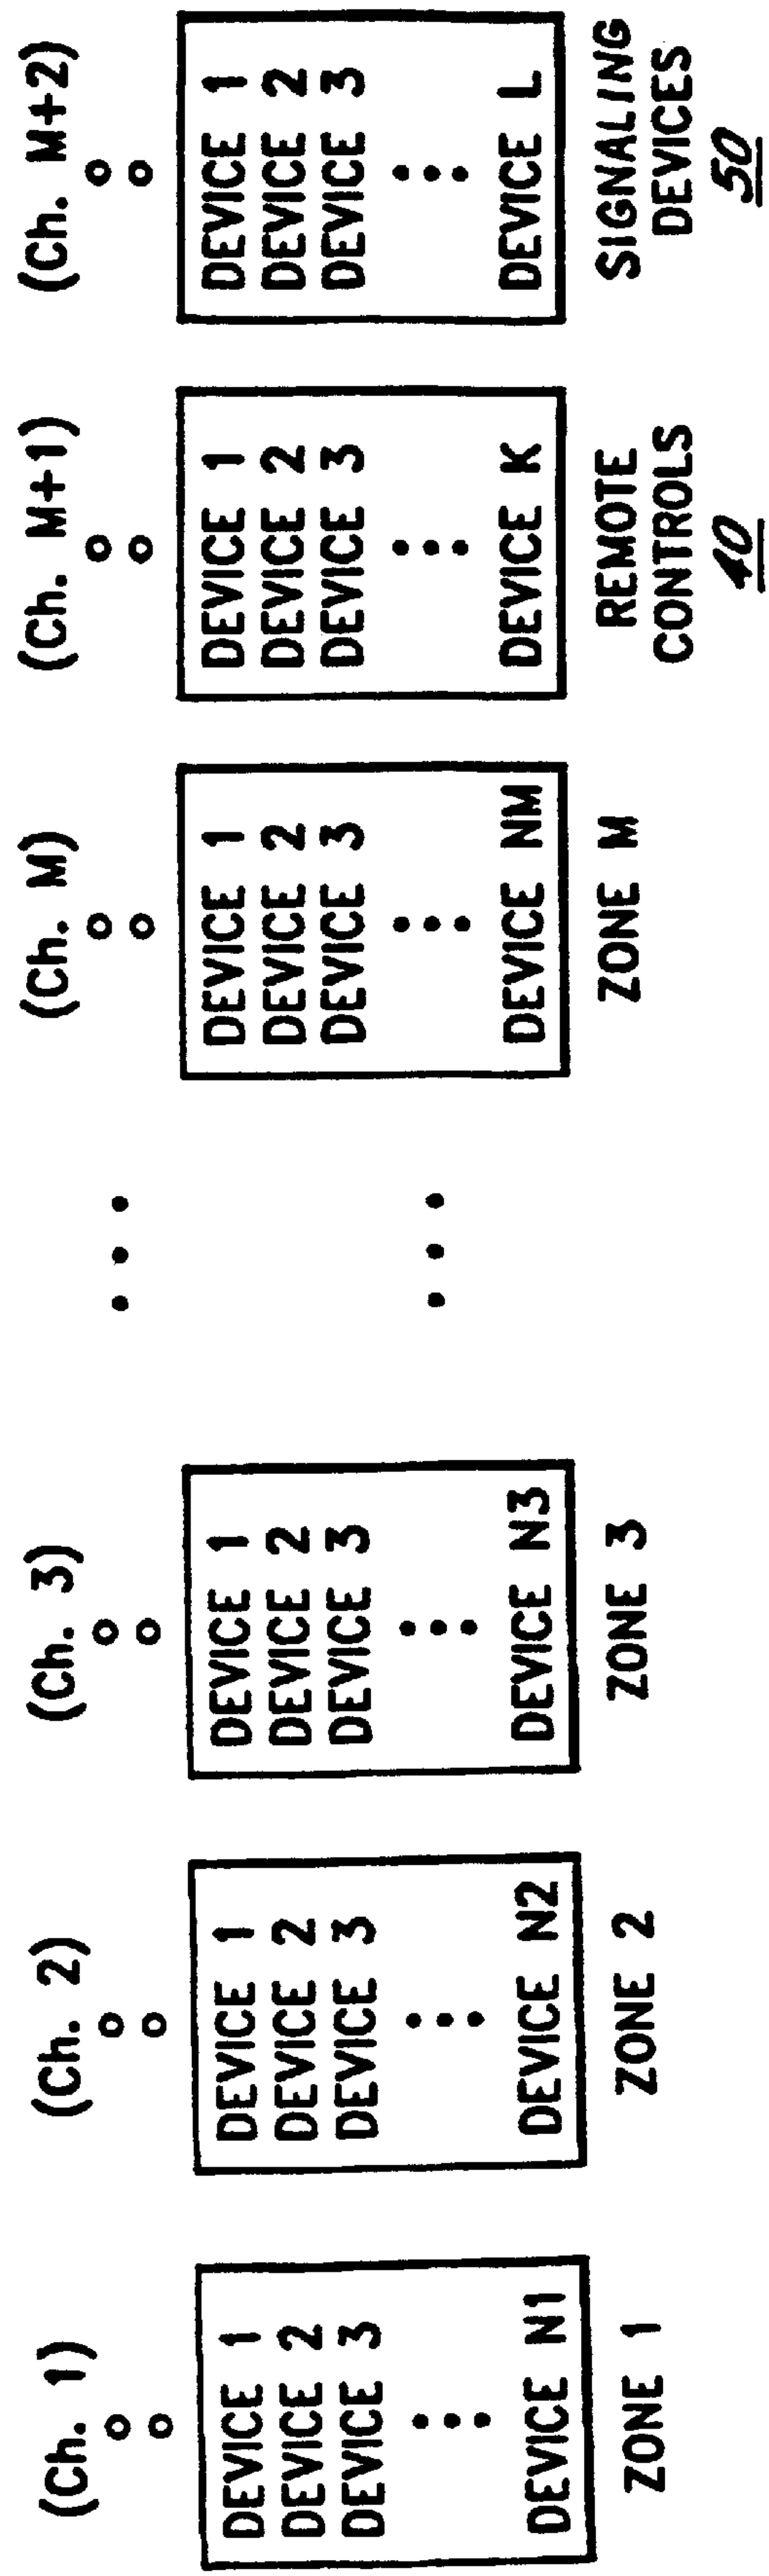 (Ch. 1)
DEVICE 1
DEVICE 2
DEVICE 3
DEVICE N1
ZONE 1
(Ch. 2)
DEVICE 1
DEVICE 2
DEVICE 3
DEVICE N2
ZONE 2
(Ch. 3)
DEVICE 1
DEVICE 2
DEVICE 3
DEVICE N3
ZONE 3
(Ch. M)
DEVICE 1
DEVICE 2
DEVICE 3
DEVICE NM
ZONE M
(Ch. M+1)
DEVICE 1
DEVICE 2
DEVICE 3
DEVICE K
REMOTE
CONTROLS
40
(Ch. M+2)
DEVICE 1
DEVICE 2
DEVICE 3
DEVICE L
SIGNALING
DEVICES
50